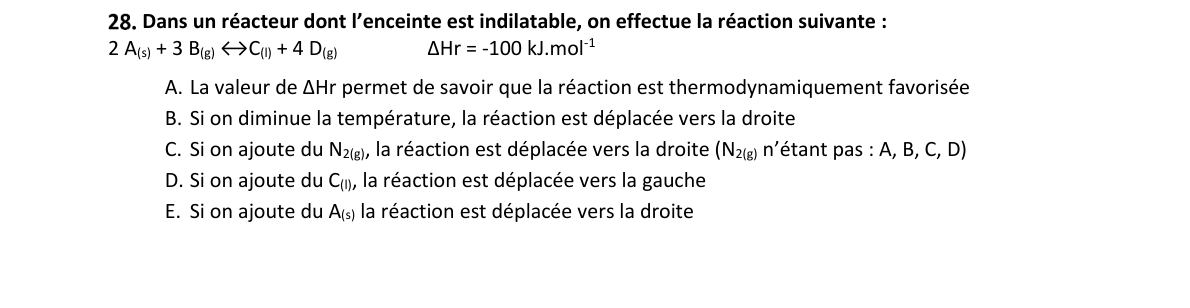 28. Dans un réacteur dont l’enceinte est indilatable, on effectue la réaction suivante :
2 A(s) + 3 B(g) ↔C(l) + 4 D(g) ΔHr = -100 kJ.mol-1
A. La valeur de ΔHr permet de savoir que la réaction est thermodynamiquement favorisée
B. Si on diminue la température, la réaction est déplacée vers la droite
C. Si on ajoute du N2(g), la réaction est déplacée vers la droite (N2(g) n’étant pas : A, B, C, D)
D. Si on ajoute du C(l), la réaction est déplacée vers la gauche
E. Si on ajoute du A(s) la réaction est déplacée vers la droite